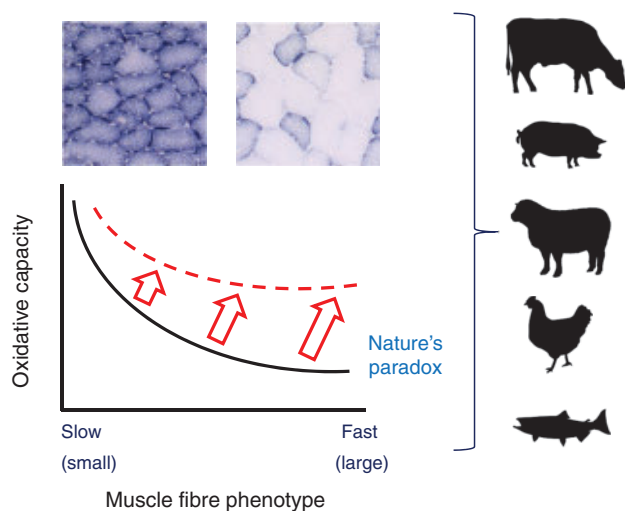 Oxidative capacity
Nature's
paradox
Slow
(small)
Fast
(large)
Muscle fibre phenotype